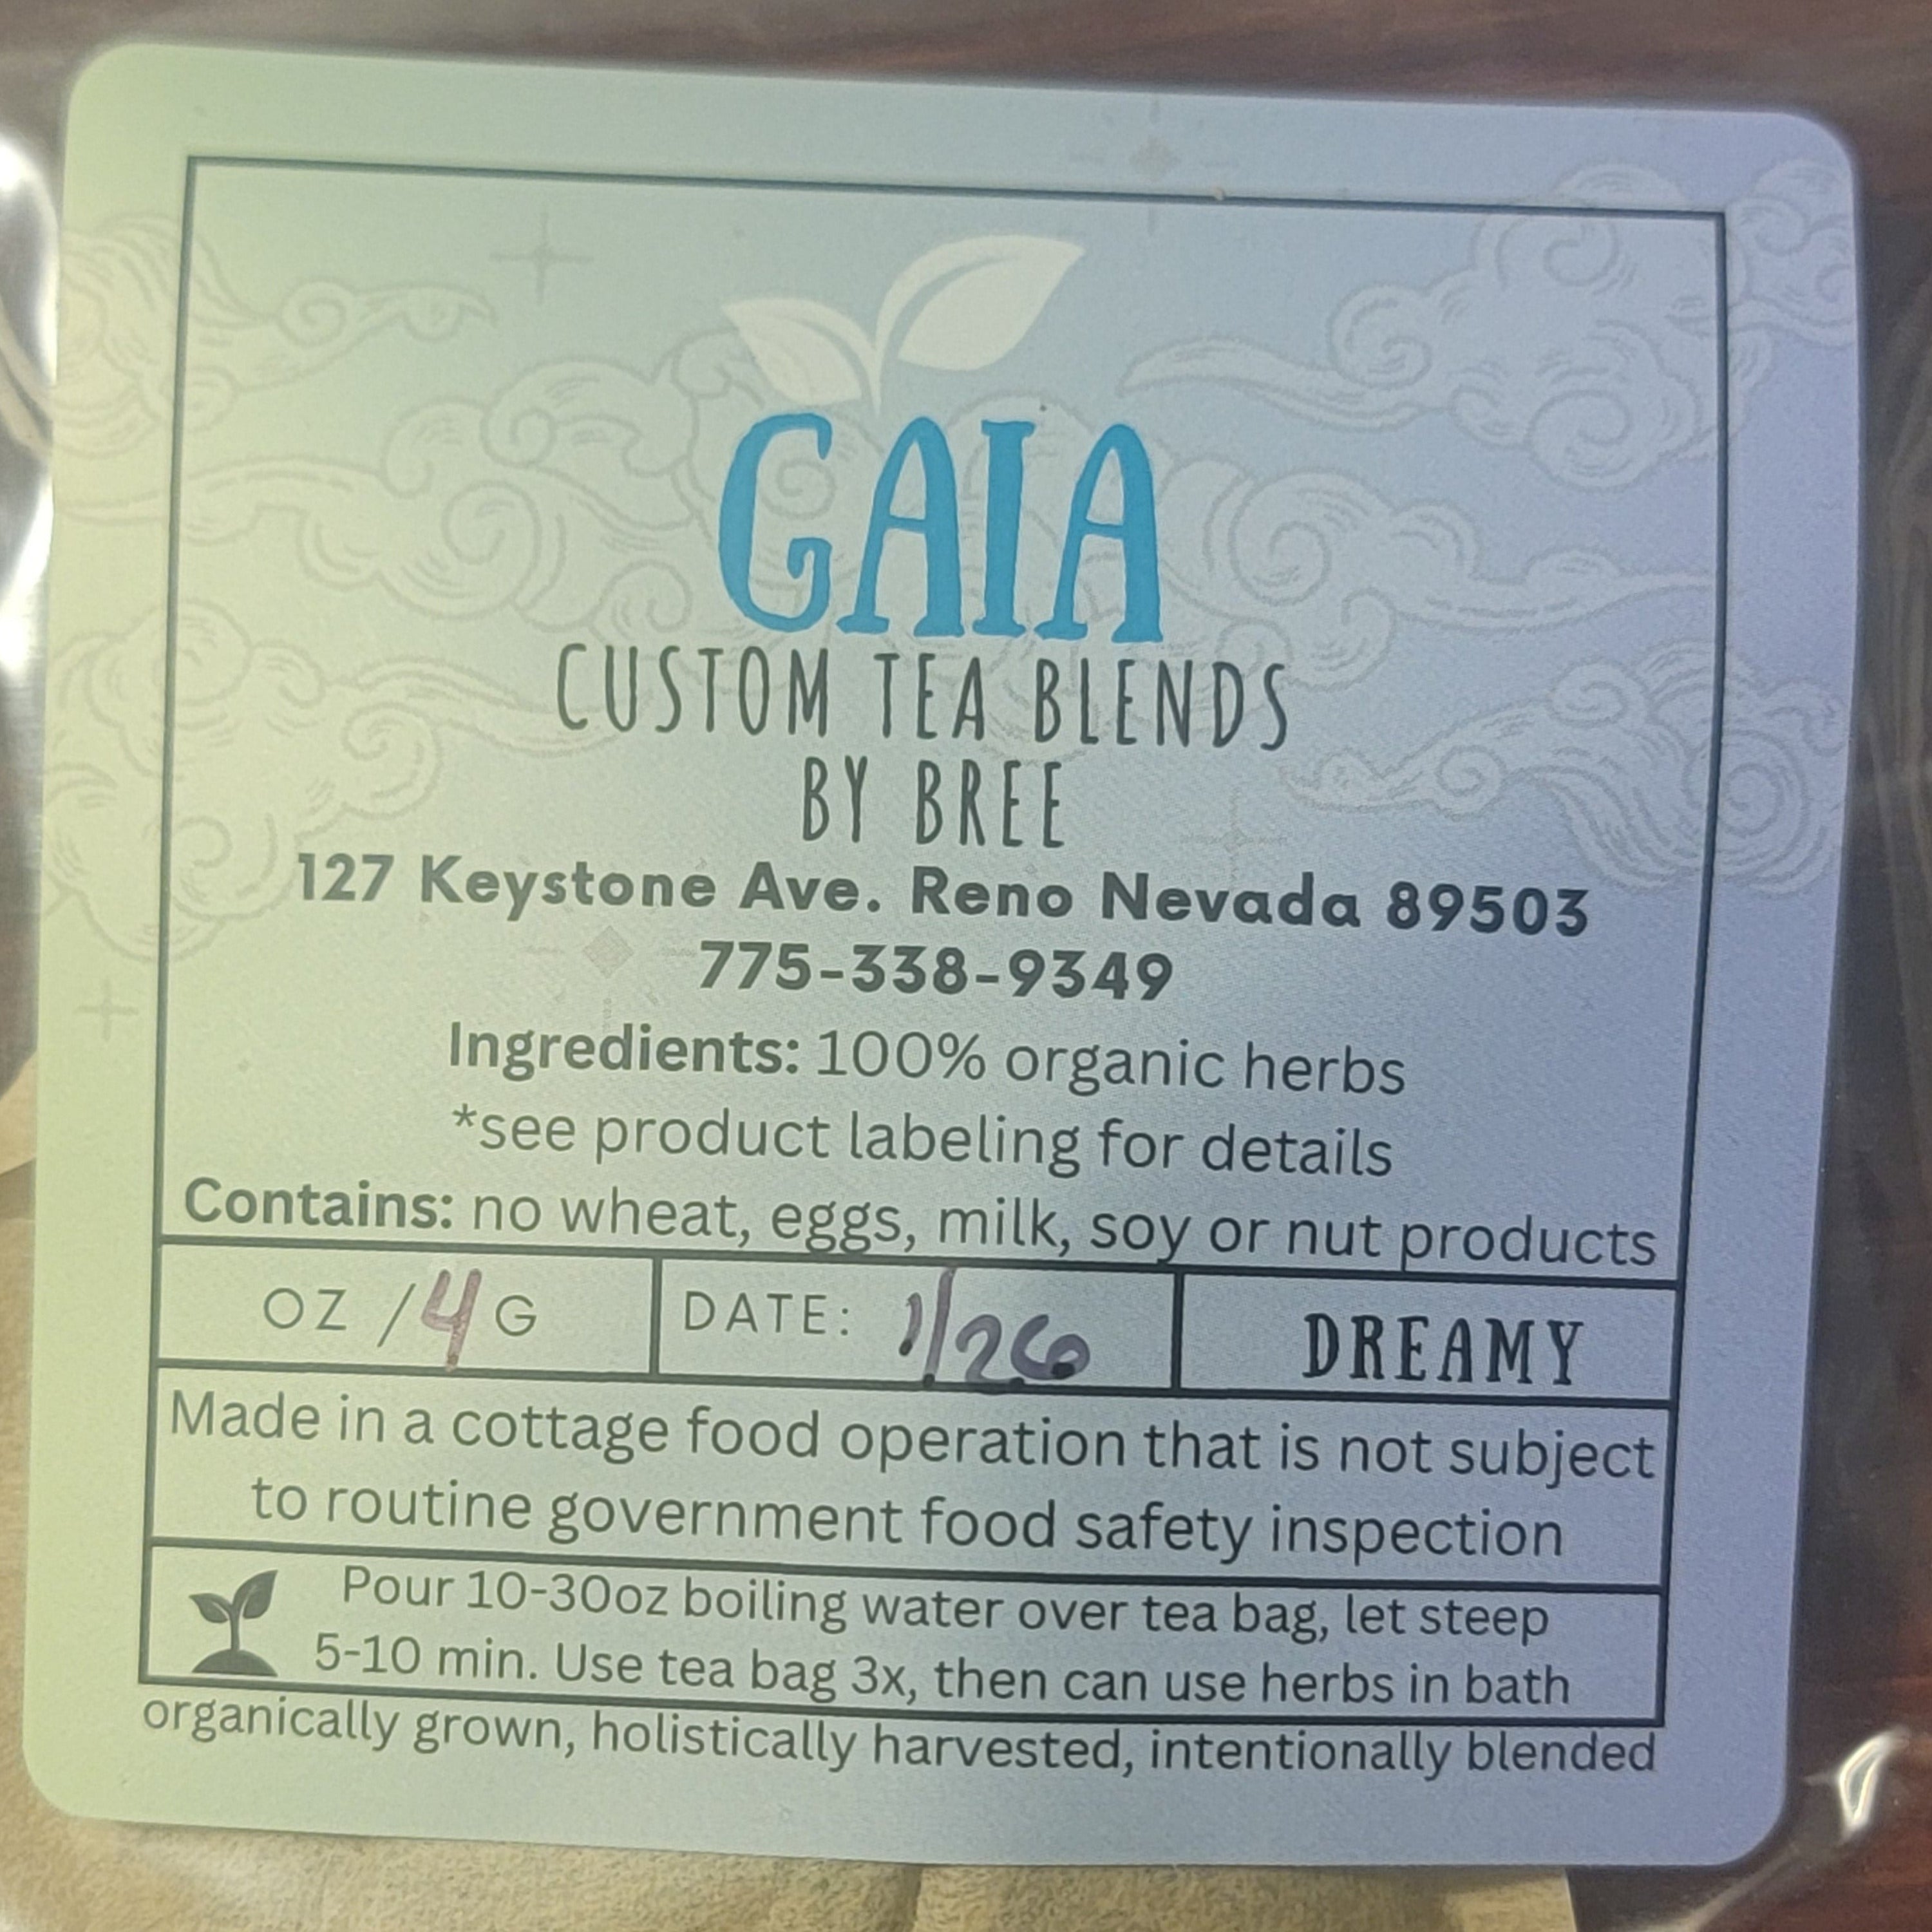 GAIA
CUSTOM TEA BLENDS
BY BREE
127 Keystone Ave. Reno Nevada 89503
775-338-9349
Ingredients: 100% organic herbs
*see product labeling for details
Contains: no wheat, eggs, milk, soy or nut products
OZ /4 G
DATE: 1/26
DREAMY
Made in a cottage food operation that is not subject
to routine government food safety inspection
Pour 10-30oz boiling water over tea bag, let steep
5-10 min. Use tea bag 3x, then can use herbs in bath
organically grown, holistically harvested, intentionally blended